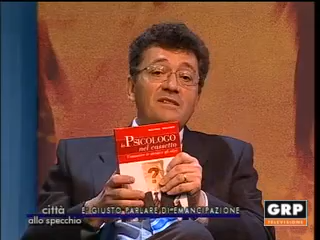 lo PSICOLOGO
nel cassetto
?
città
allo specchio
È GIUSTO PARLARE DI EMANCIPAZIONE
GRP
TELEVISIONE